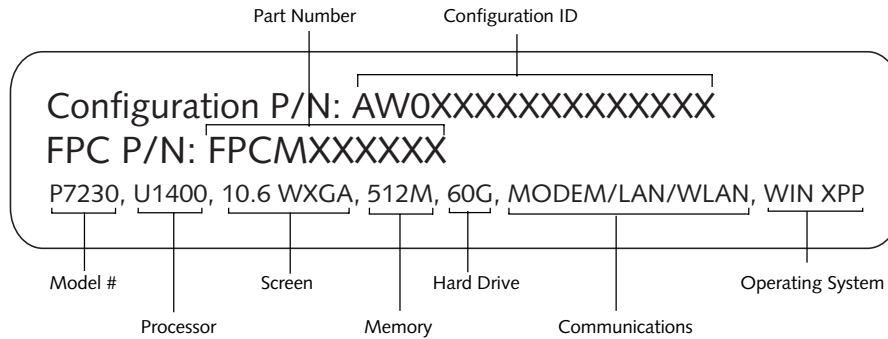 Part Number Configuration ID
Configuration P/N: AW0XXXXXXXXXXXXX
FPC P/N: FPCMXXXXXX
P7230, U1400, 10.6 WXGA, 512M, 60G, MODEM/LAN/WLAN, WIN XPP
Model # Screen Hard Drive Operating System
Processor Memory Communications